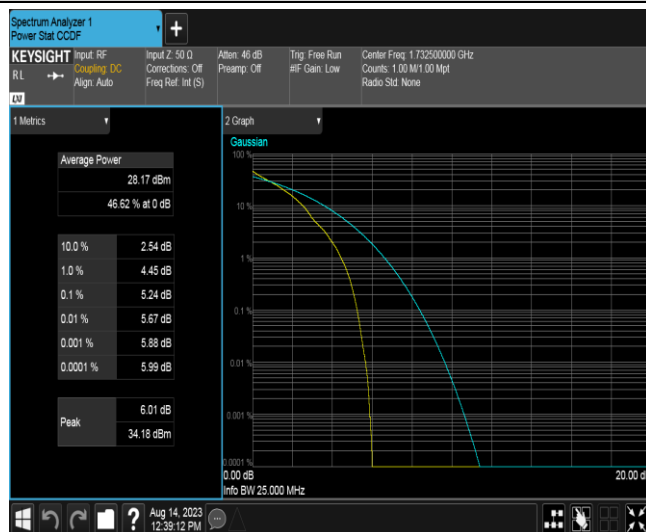 Spectrum Analyzer 1
Power Stat CCDF
+
KEYSIGHT
RL
LXI
Input: RF
Coupling: DC
Align: Auto
Input Z: 50 Ω
Corrections: Off
Freq Ref: Int (S)
Atten: 46 dB
Preamp: Off
Trig: Free Run
#IF Gain: Low
Center Freq: 1.732500000 GHz
Counts: 1.00 M/1.00 Mpt
Radio Std: None
1 Metrics
Average Power
28.17 dBm
46.62 % at 0 dB
10.0 % 2.54 dB
1.0 % 4.45 dB
0.1 % 5.24 dB
0.01 % 5.67 dB
0.001 % 5.88 dB
0.0001 % 5.99 dB
Peak
6.01 dB
34.18 dBm
2 Graph
Gaussian
100 %
10 %
1 %
0.1 %
0.01 %
0.001 %
0.0001 %
0.00 dB
20.00 d
Info BW 25.000 MHz
?
Aug 14, 2023
12:39:12 PM